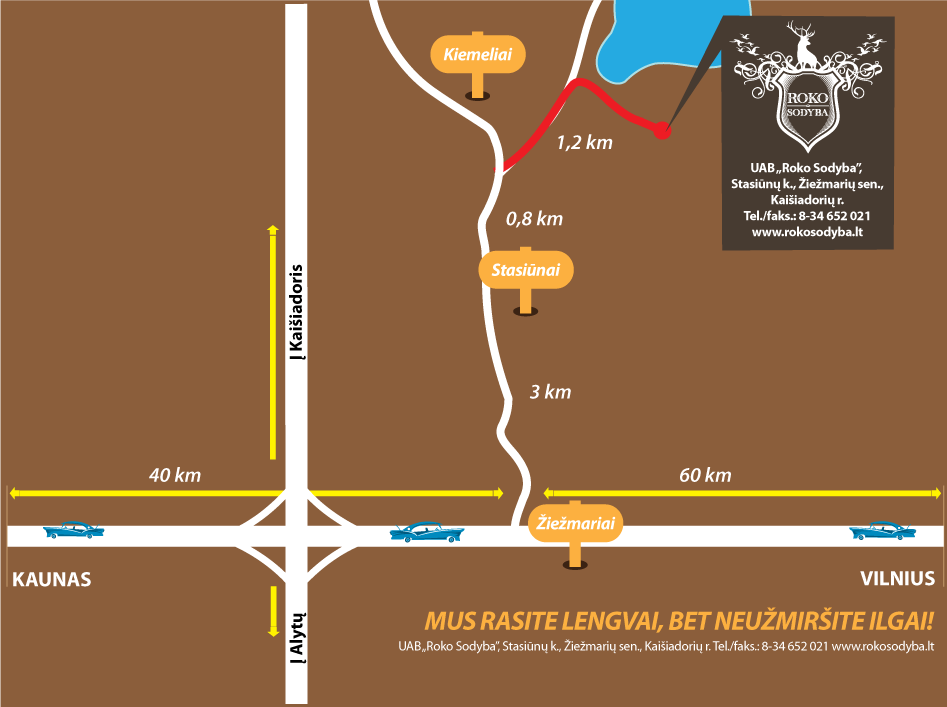 Kiemeliai
ROKO
SODYBA
1,2 km
UAB „Roko Sodyba”,
Stasiūnų k., Žiežmarių sen.,
Kaišiadorių r.
Tel./faks.: 8-34 652 021
www.rokosodyba.lt
0,8 km
Stasiūnai
Į Kaišiadoris
3 km
40 km
60 km
Žiežmariai
KAUNAS
VILNIUS
Į Alytų
MUS RASITE LENGVAI, BET NEUŽMIRŠITE ILGAI!
UAB „Roko Sodyba”, Stasiūnų k., Žiežmarių sen., Kaišiadorių r. Tel./faks.: 8-34 652 021 www.rokosodyba.lt